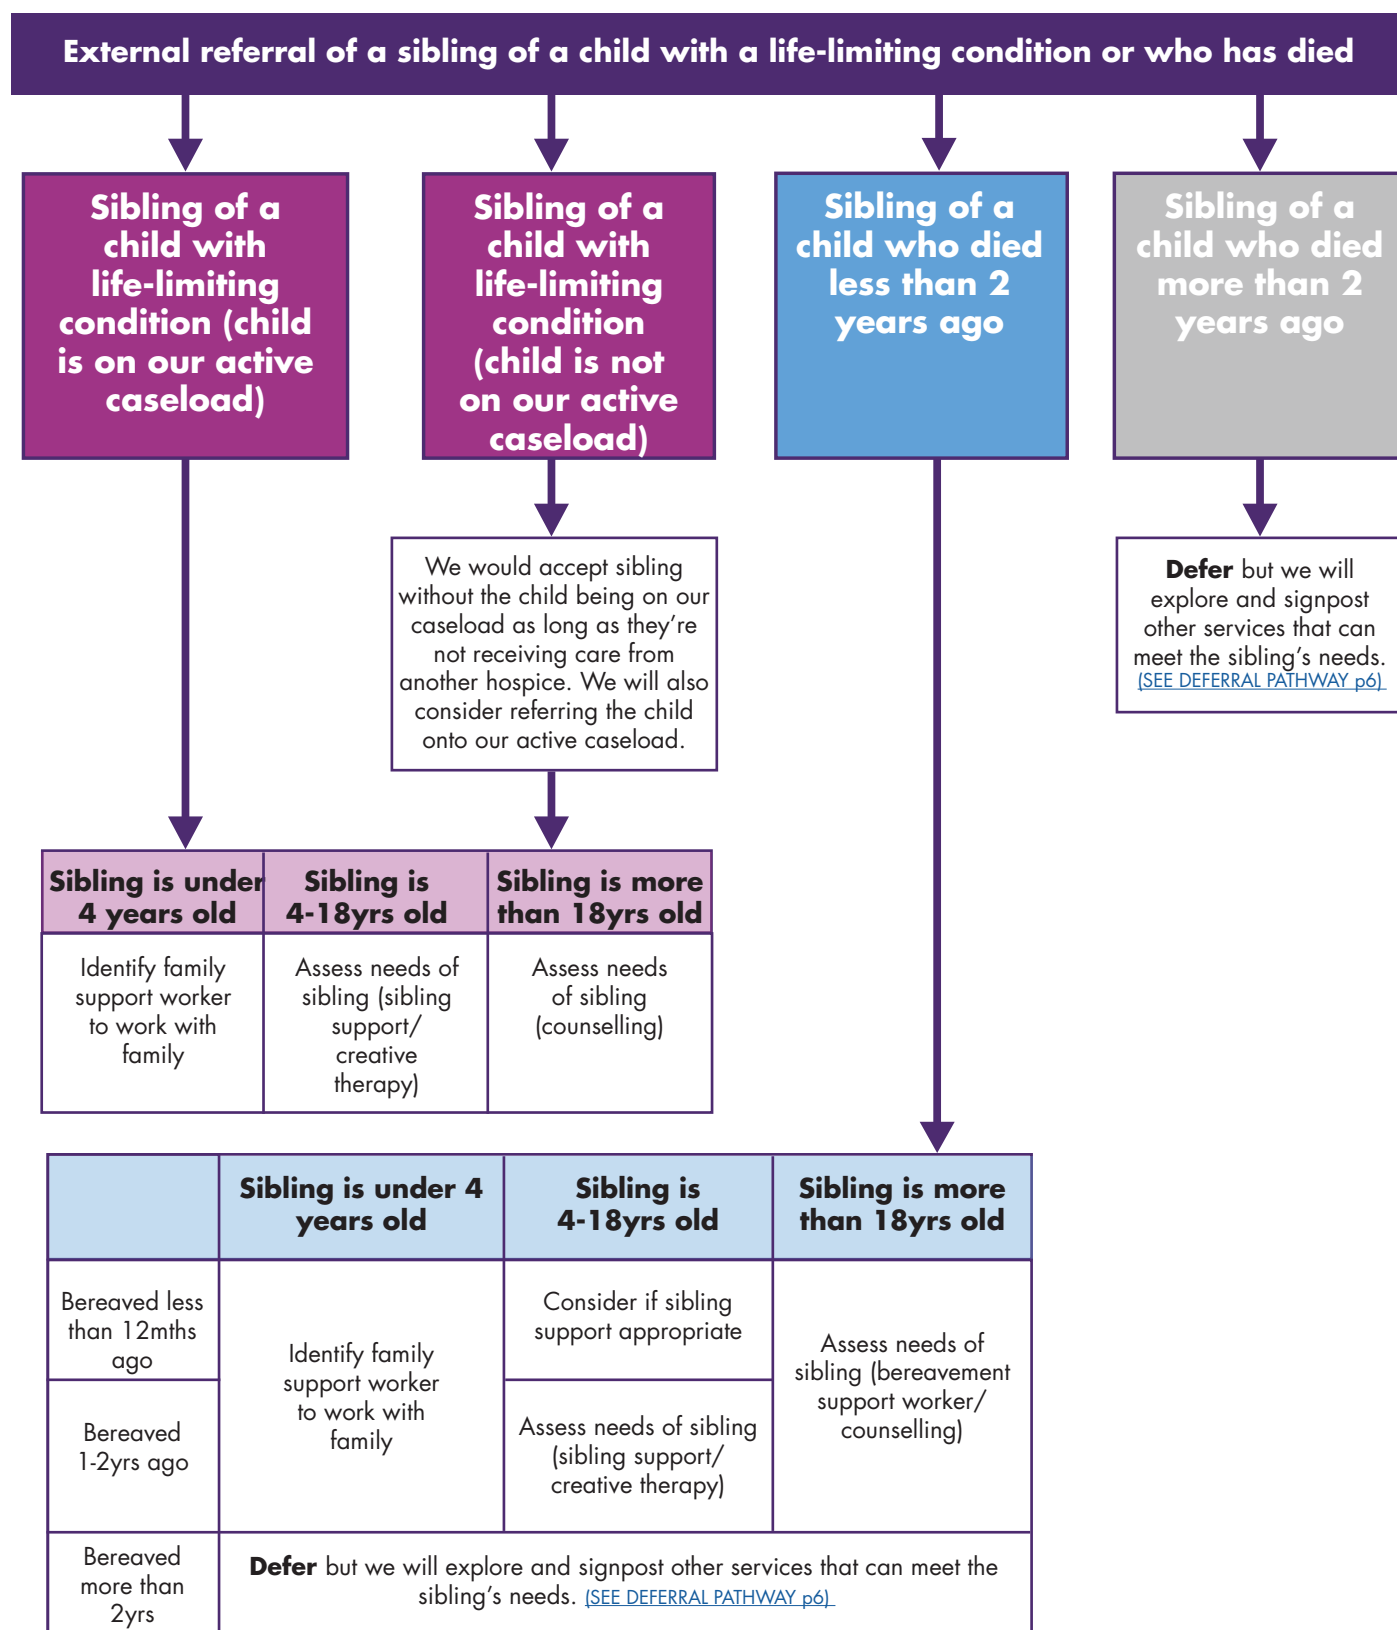 External referral of a sibling of a child with a life-limiting condition or who has died
Sibling of a
child with
life-limiting
condition (child
is on our active
caseload)
Sibling of a
child with
life-limiting
condition
(child is not
on our active
caseload)
Sibling of a
child who died
less than 2
years ago
Sibling of a
child who died
more than 2
years ago
We would accept sibling
without the child being on our
caseload as long as they’re
not receiving care from
another hospice. We will also
consider referring the child
onto our active caseload.
Defer but we will
explore and signpost
other services that can
meet the sibling’s needs.
(SEE DEFERRAL PATHWAY p6)
Sibling is under
4 years old
Sibling is
4-18yrs old
Sibling is more
than 18yrs old
Identify family
support worker
to work with
family
Assess needs of
sibling (sibling
support/
creative
therapy)
Assess needs
of sibling
(counselling)
Sibling is under 4
years old
Sibling is
4-18yrs old
Sibling is more
than 18yrs old
Bereaved less
than 12mths
ago
Identify family
support worker
to work with
family
Consider if sibling
support appropriate
Assess needs of
sibling (bereavement
support worker/
counselling)
Bereaved
1-2yrs ago
Assess needs of sibling
(sibling support/
creative therapy)
Bereaved
more than
2yrs
Defer but we will explore and signpost other services that can meet the
sibling’s needs. (SEE DEFERRAL PATHWAY p6)